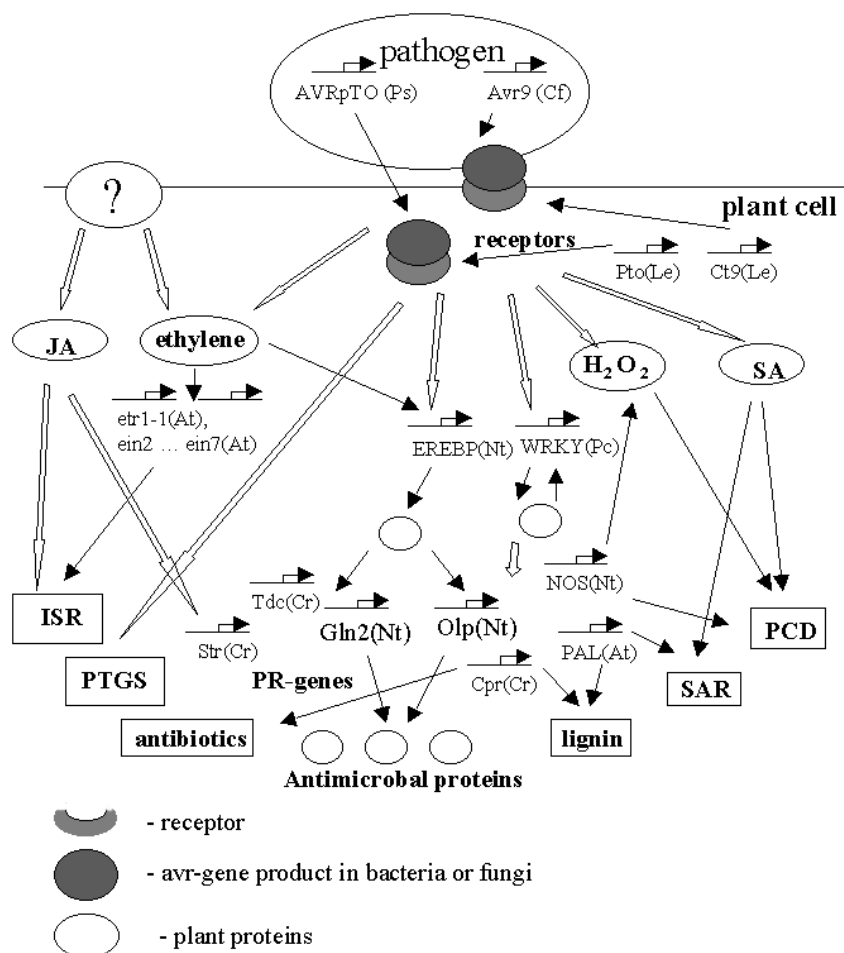 pathogen
AVRpTO (Ps)
Avr9 (Cf)
?
plant cell
receptors
Pto(Le)
Ct9(Le)
JA
ethylene
H2O2
SA
etr1-1(At),
ein2 ... ein7(At)
EREBP(Nt)
WRKY(Pc)
NOS(Nt)
Tdc(Cr)
ISR
Gln2(Nt)
Olp(Nt)
PCD
Str(Cr)
PAL(At)
PTGS
PR-genes
Cpr(Cr)
SAR
antibiotics
lignin
Antimicrobal proteins
- receptor
- avr-gene product in bacteria or fungi
- plant proteins